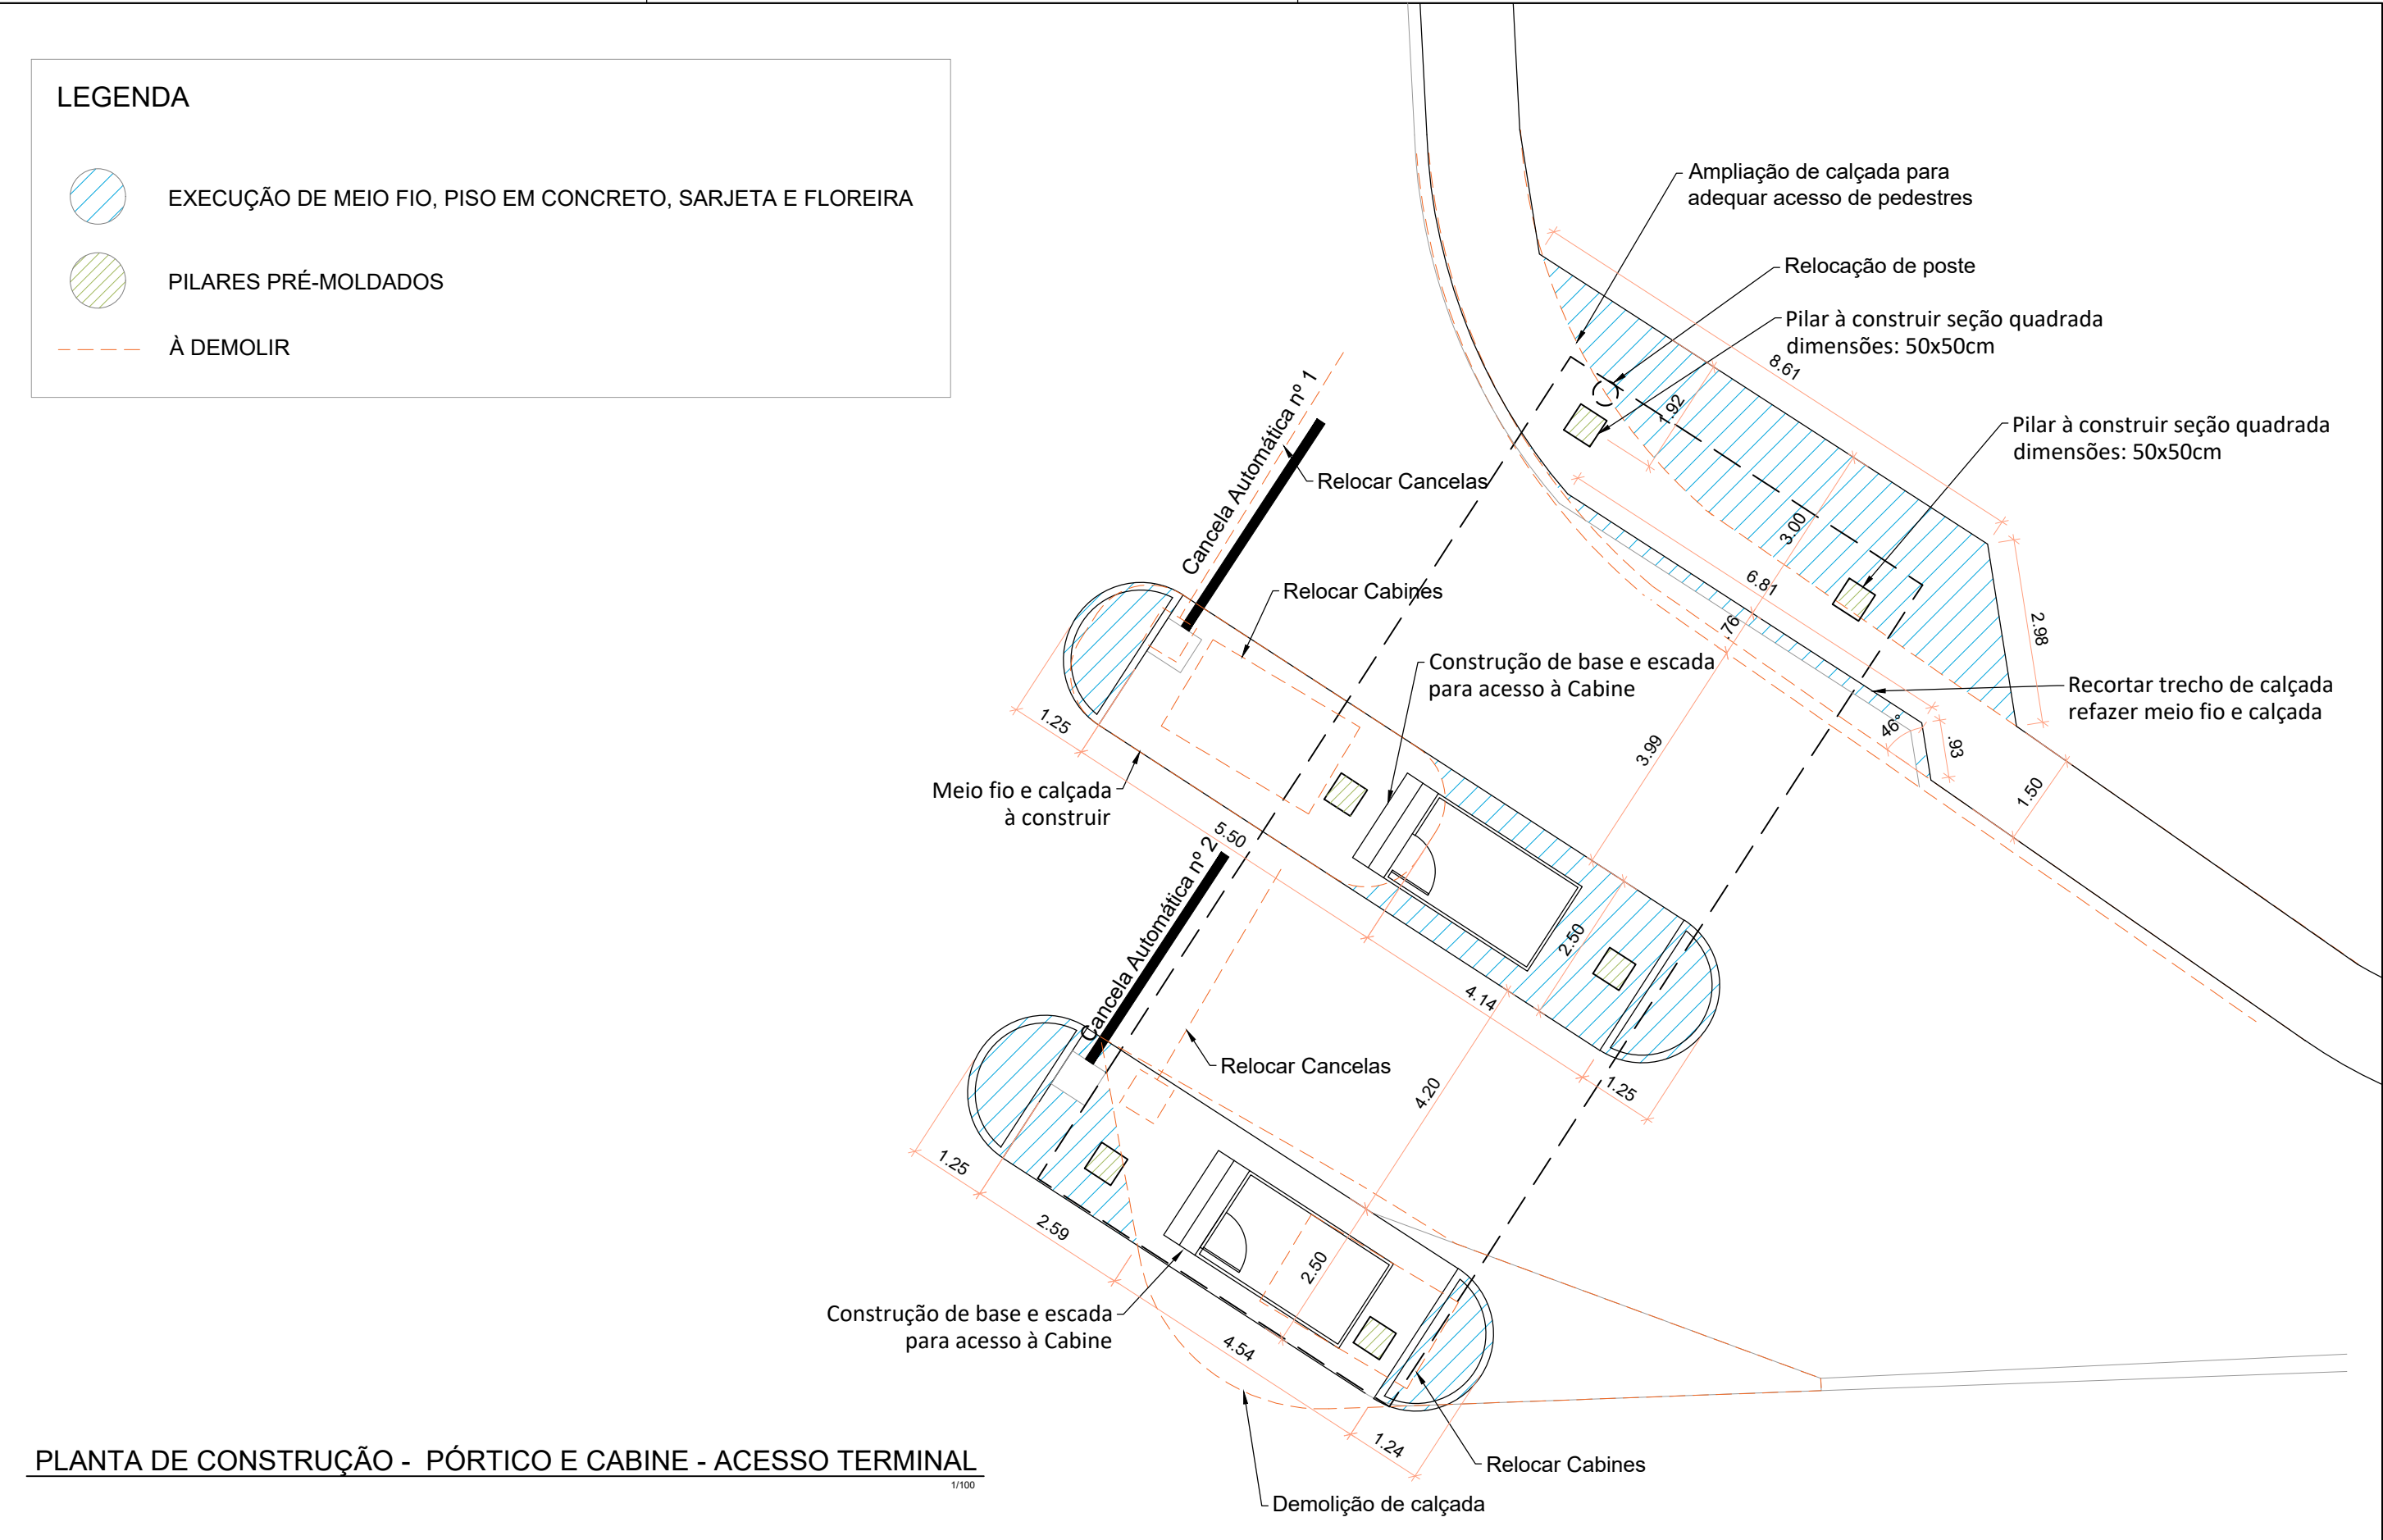 LEGENDA
EXECUÇÃO DE MEIO FIO, PISO EM CONCRETO, SARJETA E FLOREIRA
PILARES PRÉ-MOLDADOS
À DEMOLIR
Ampliação de calçada para
adequar acesso de pedestres
Relocação de poste
Pilar à construir seção quadrada
dimensões: 50x50cm
8.61
1.92
Pilar à construir seção quadrada
dimensões: 50x50cm
Cancela Automática nº 1
Relocar Cancelas
3.00
6.81
Relocar Cabines
.76
2.98
Construção de base e escada
para acesso à Cabine
Recortar trecho de calçada
refazer meio fio e calçada
46°
.93
1.25
3.99
1.50
Meio fio e calçada
à construir
5.50
Cancela Automática nº 2
2.50
4.14
Relocar Cancelas
4.20
1.25
1.25
2.59
2.50
Construção de base e escada
para acesso à Cabine
4.54
1.24
Relocar Cabines
Demolição de calçada
PLANTA DE CONSTRUÇÃO - PÓRTICO E CABINE - ACESSO TERMINAL
1/100